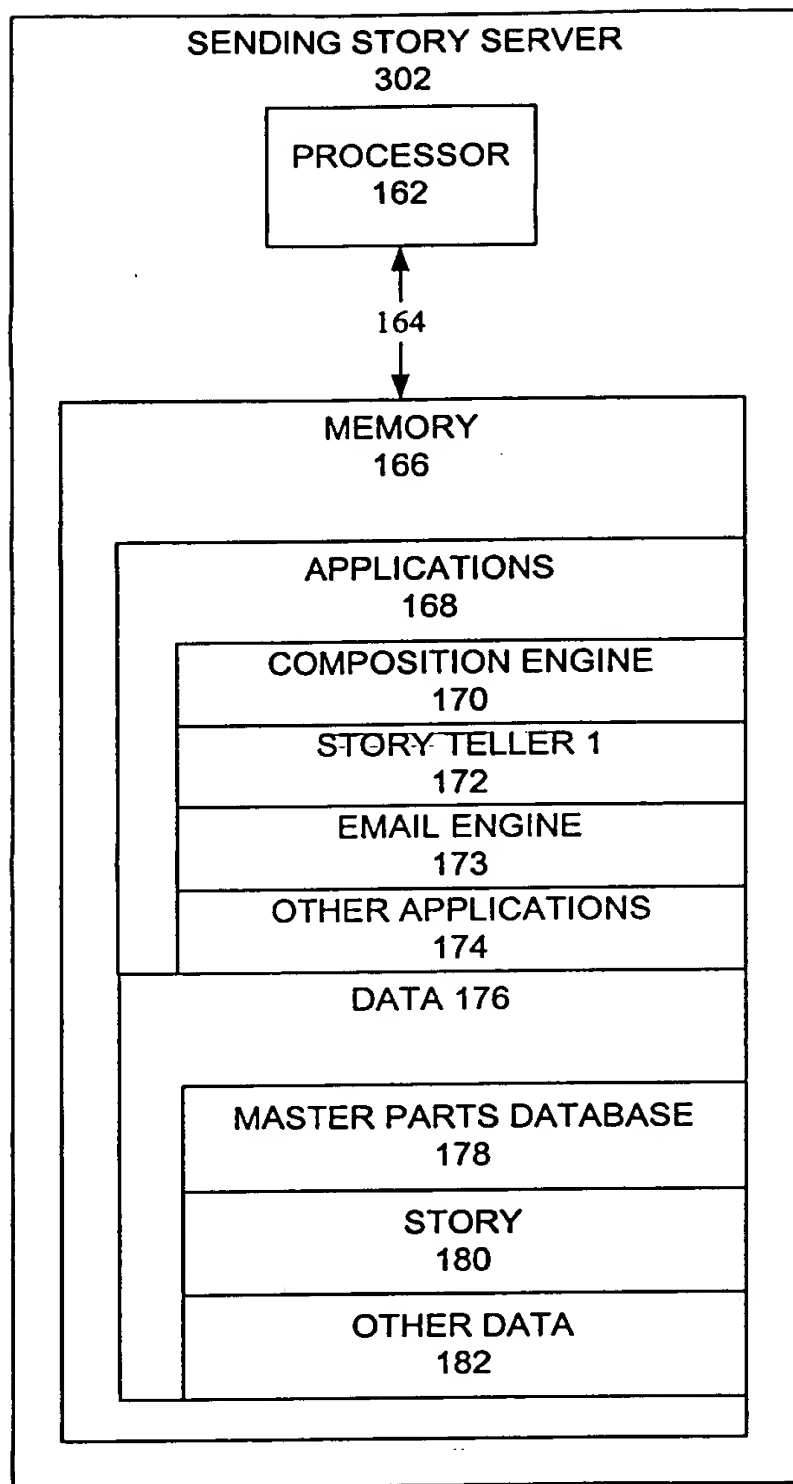 SENDING STORY SERVER
302
PROCESSOR
162
164
MEMORY
166
APPLICATIONS
168
COMPOSITION ENGINE
170
STORY TELLER 1
172
EMAIL ENGINE
173
OTHER APPLICATIONS
174
DATA 176
MASTER PARTS DATABASE
178
STORY
180
OTHER DATA
182